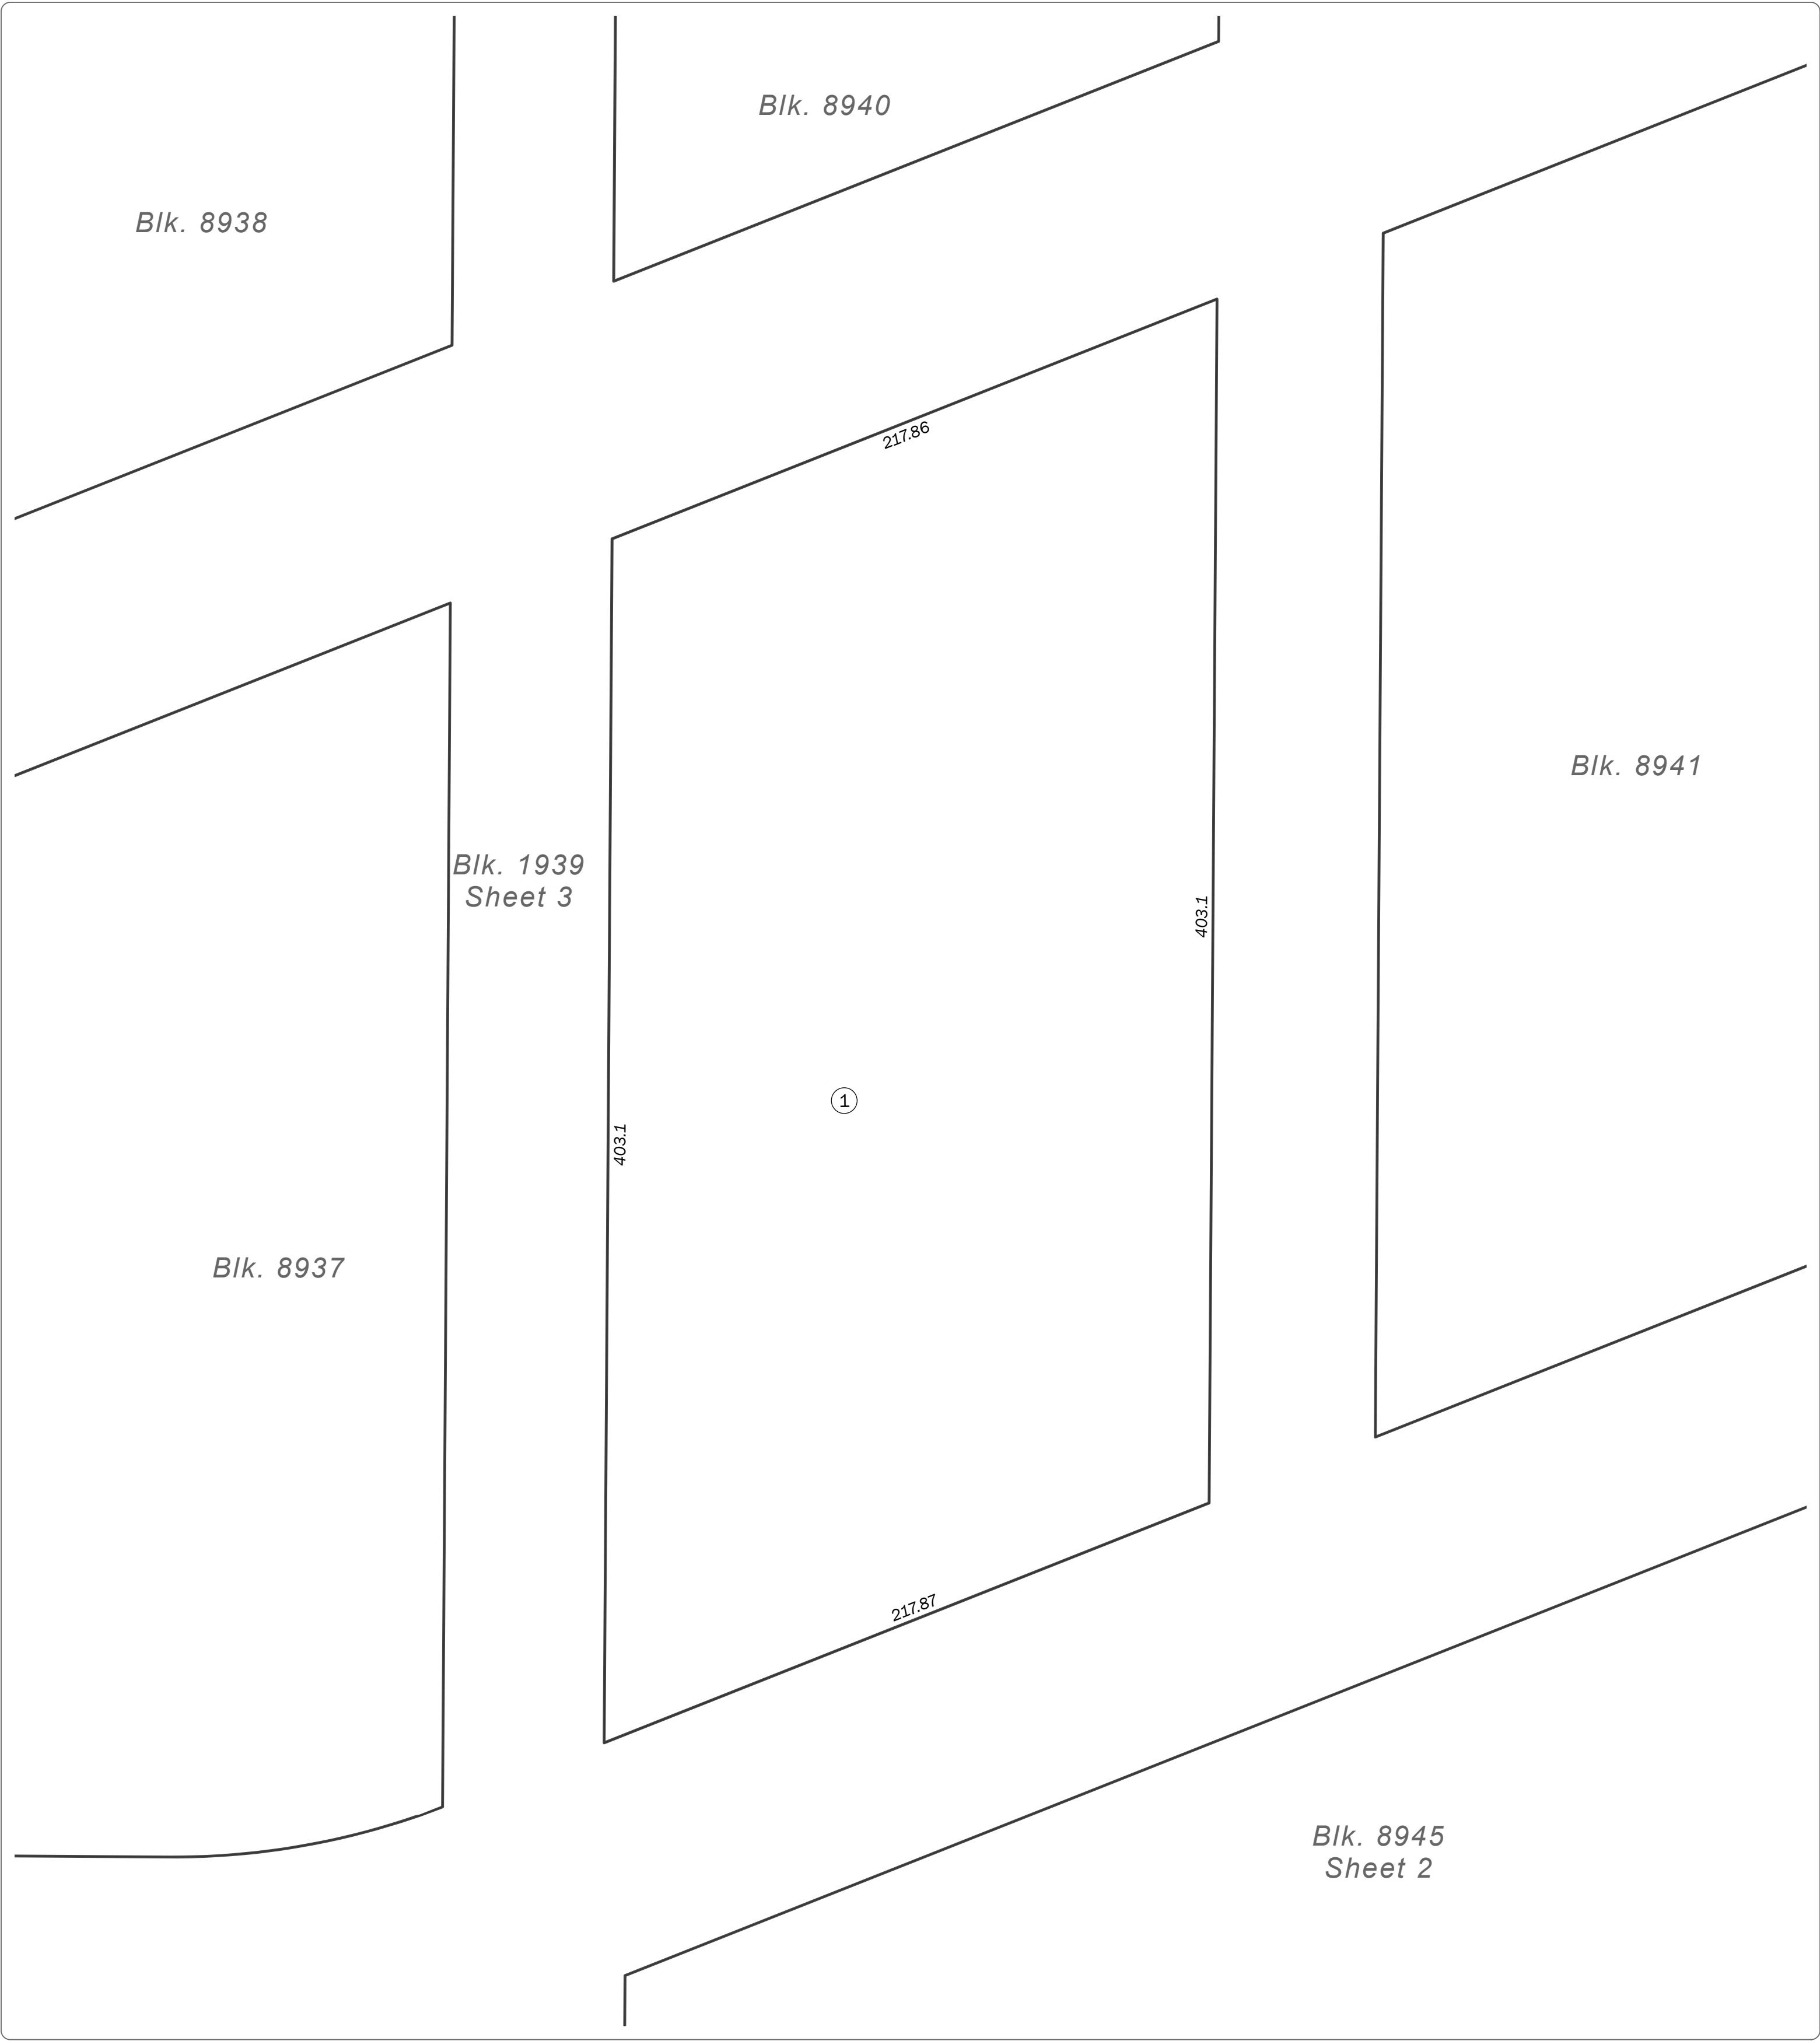 Blk. 8940
Blk. 8938
217.86
Blk. 8941
Blk. 1939
Sheet 3
403.1
1
403.1
Blk. 8937
217.87
Blk. 8945
Sheet 2